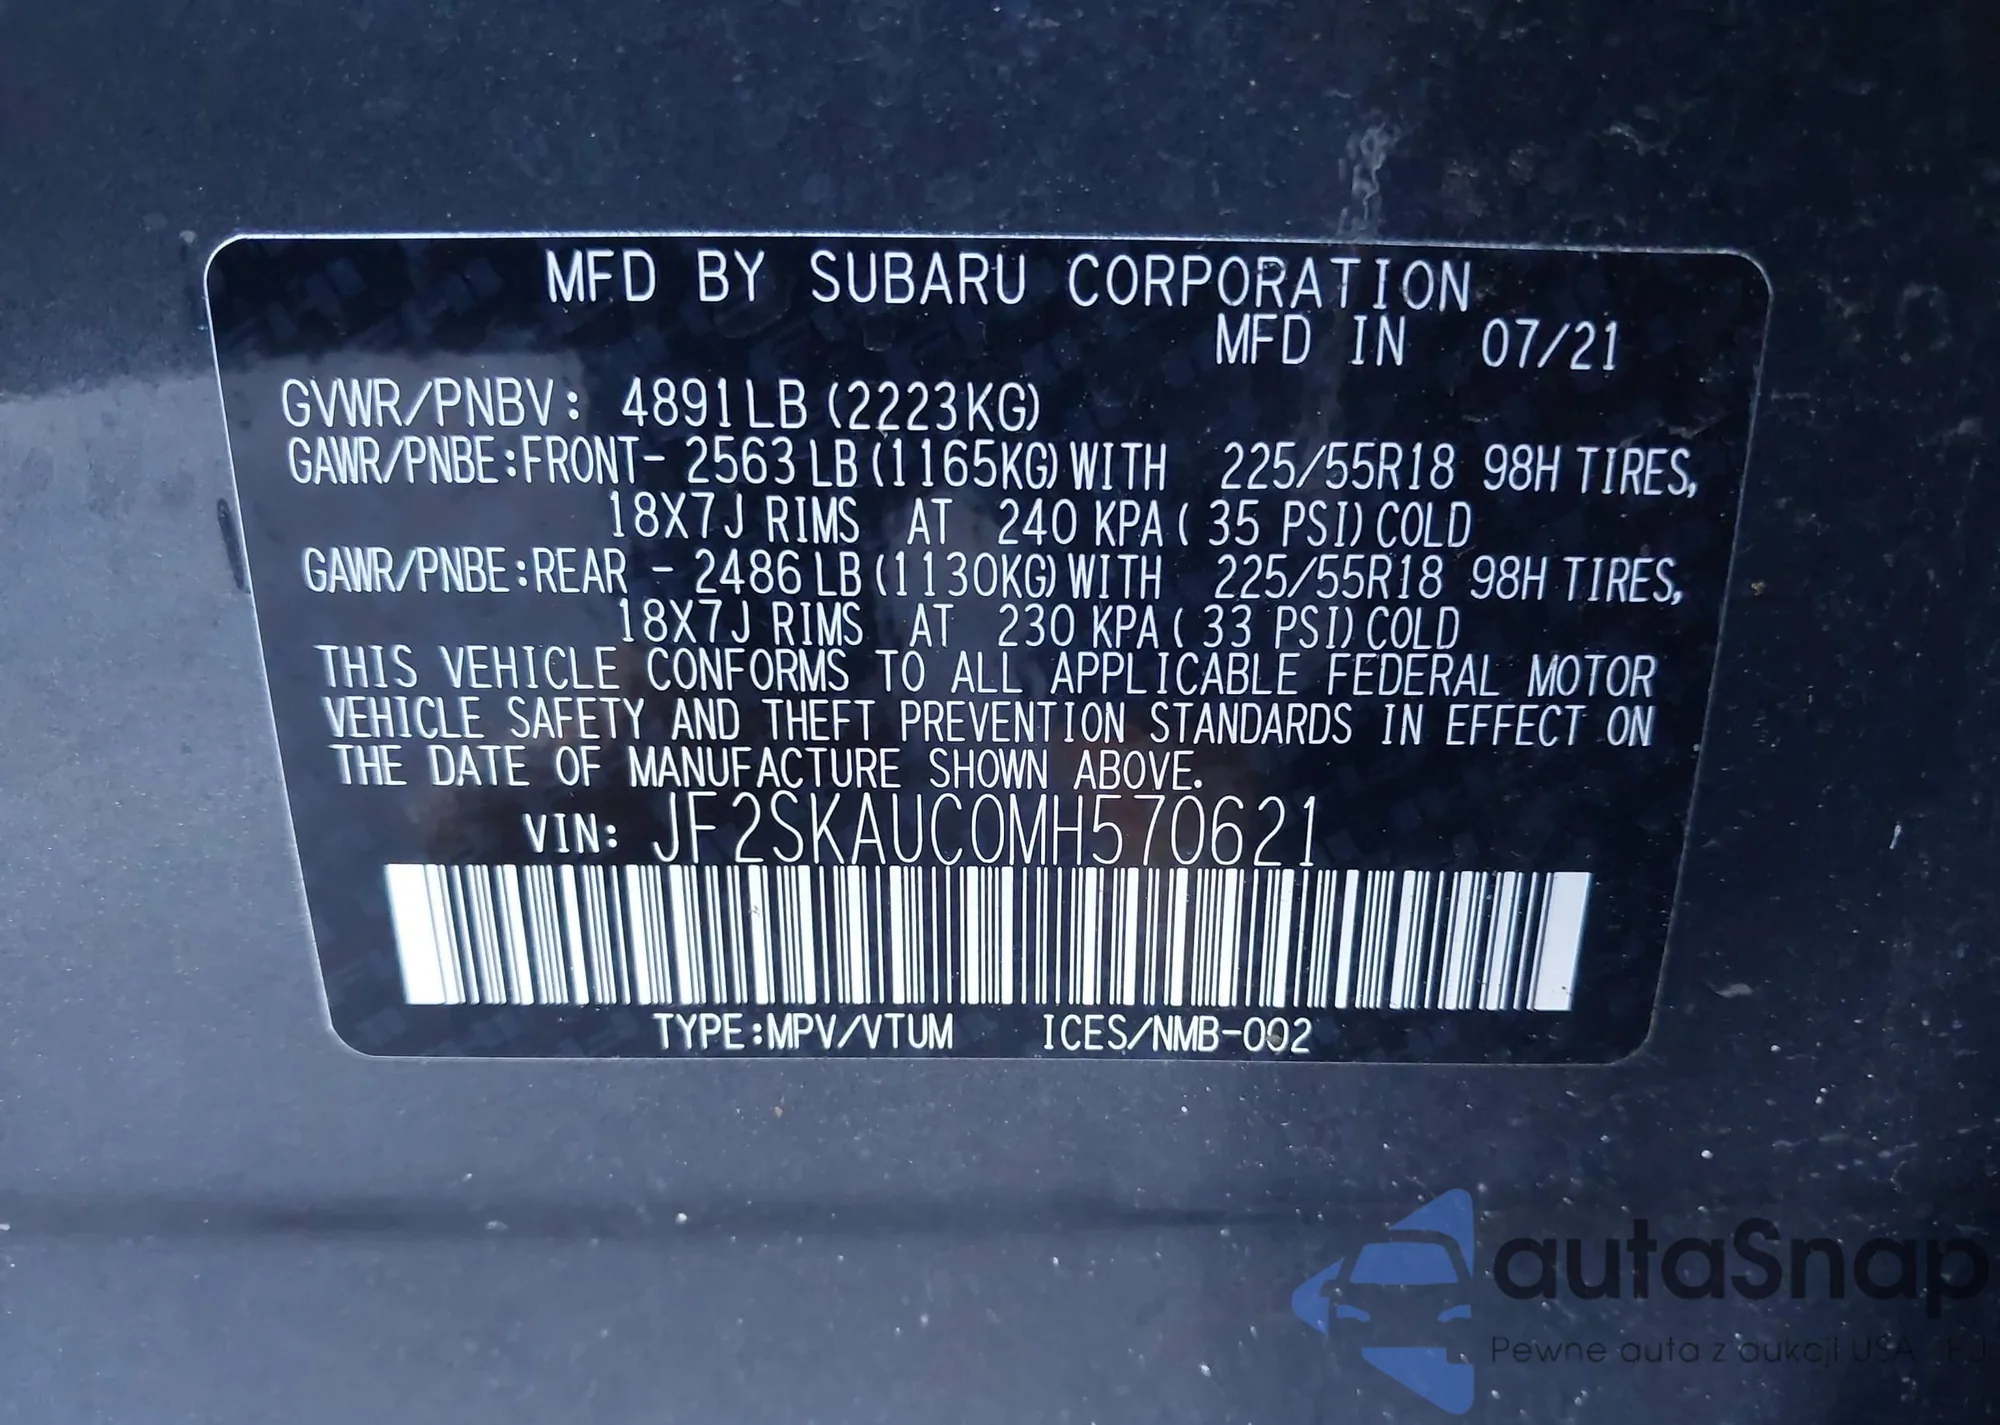 MFD BY SUBARU CORPORATION
MFD IN 07/21
GVWR/PNBV: 4891LB (2223KG)
GAWR/PNBE:FRONT- 2563LB(1165KG)WITH 225/55R18 98H TIRES,
18X7J RIMS AT 240 KPA( 35 PSI)COLD
GAWR/PNBE:REAR - 2486LB(1130KG)WITH 225/55R18 98H TIRES,
18X7J RIMS AT 230 KPA( 33 PSI)COLD
THIS VEHICLE CONFORMS TO ALL APPLICABLE FEDERAL MOTOR
VEHICLE SAFETY AND THEFT PREVENTION STANDARDS IN EFFECT ON
THE DATE OF MANUFACTURE SHOWN ABOVE.
VIN: JF2SKAUC0MH570621
TYPE:MPV/VTUM ICES/NMB-002
autaSnap
Pewne auta z aukcji USA